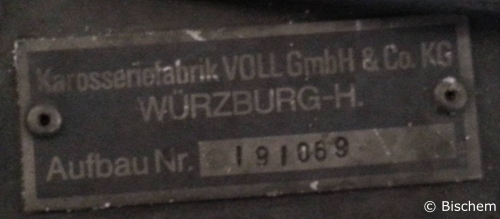 Karosseriefabrik VOLL GmbH & Co. KG
WÜRZBURG-H.
Aufbau Nr. 191069
© Bischem